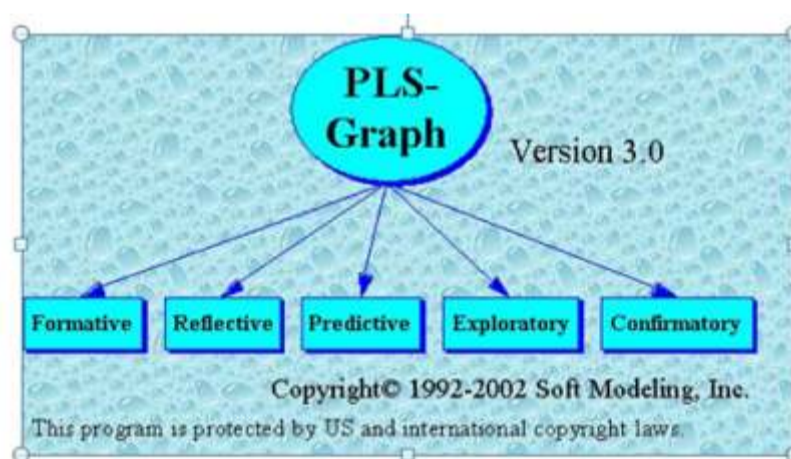 PLS-
Graph
Version 3.0
Formative
Reflective
Predictive
Exploratory
Confirmatory
Copyright© 1992-2002 Soft Modeling, Inc.
This program is protected by US and international copyright laws.